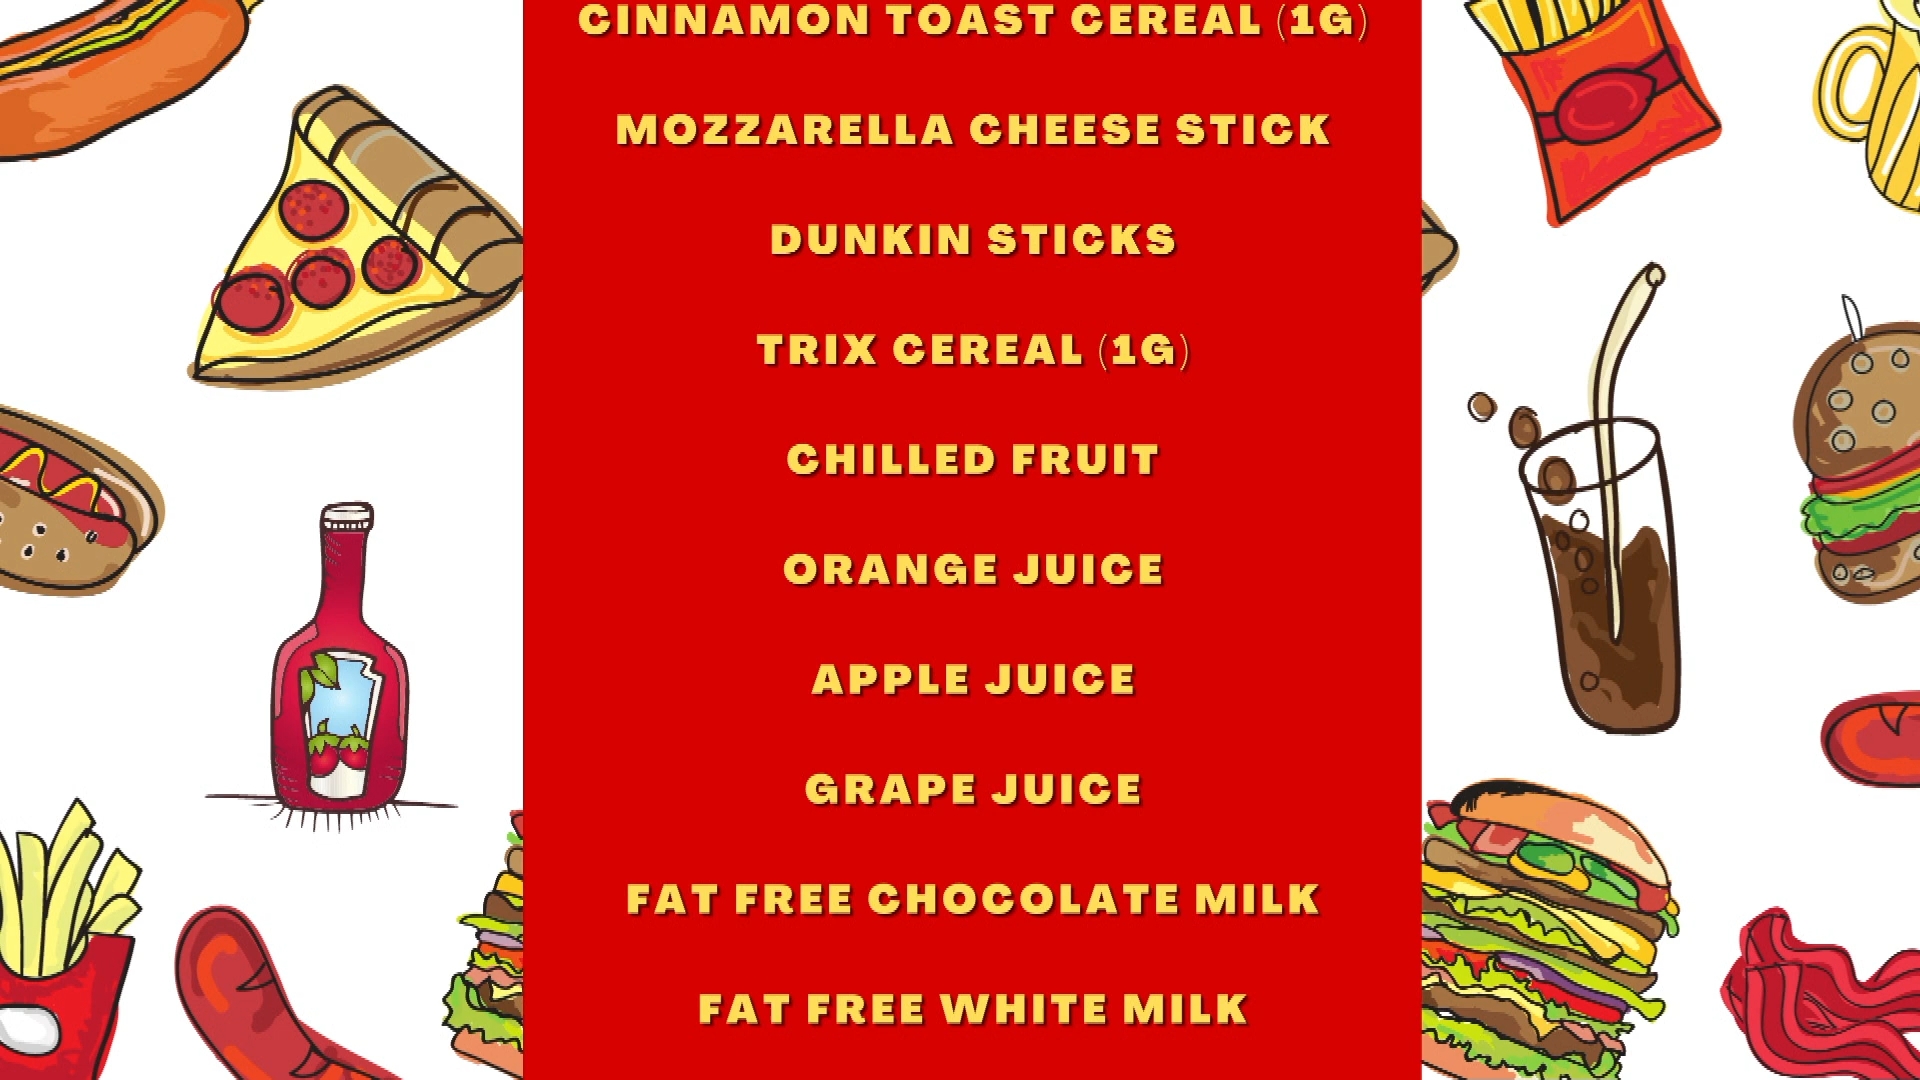 CINNAMON TOAST CEREAL (1G)
MOZZARELLA CHEESE STICK
DUNKIN STICKS
TRIX CEREAL (1G)
CHILLED FRUIT
ORANGE JUICE
APPLE JUICE
GRAPE JUICE
FAT FREE CHOCOLATE MILK
FAT FREE WHITE MILK